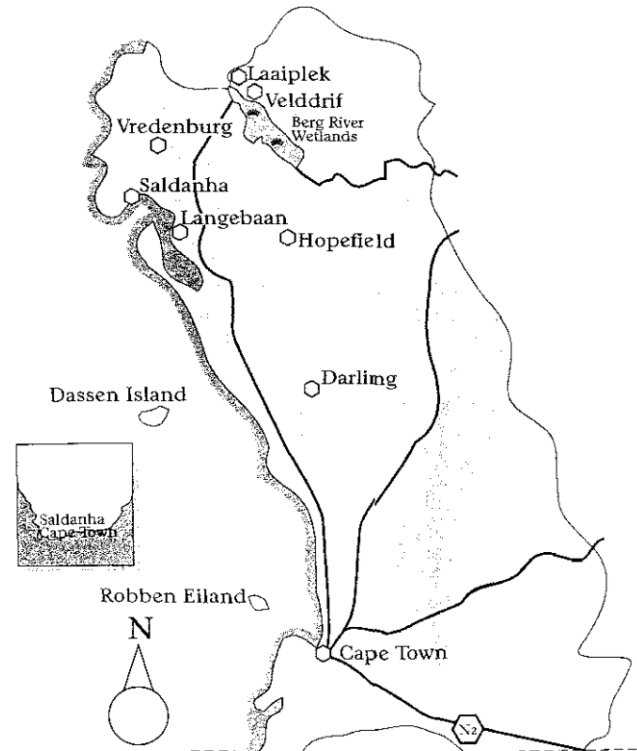 Laaiplek
Velddrif
Berg River
Wetlands
Vredenburg
Saldanha
Langebaan
Hopefield
Darling
Dassen Island
Saldanha
Cape Town
Robben Eiland
N
Cape Town
N2